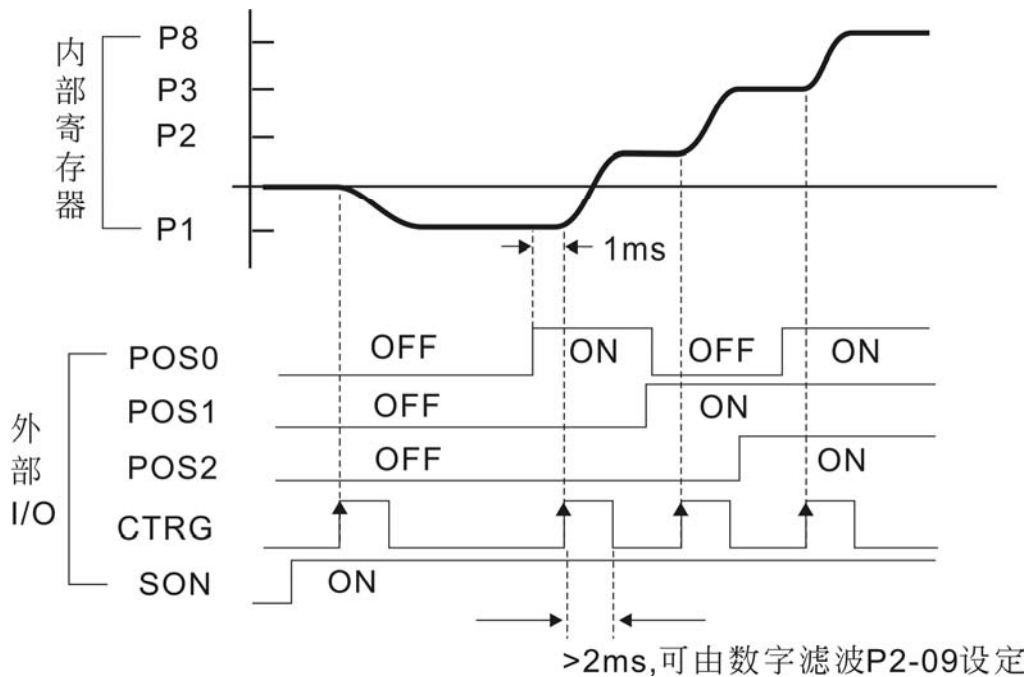 内部寄存器
P8
P3
P2
P1
1ms
外部I/O
POS0 OFF ON OFF ON
POS1 OFF ON
POS2 OFF ON
CTRG
SON ON
>2ms,可由数字滤波P2-09设定